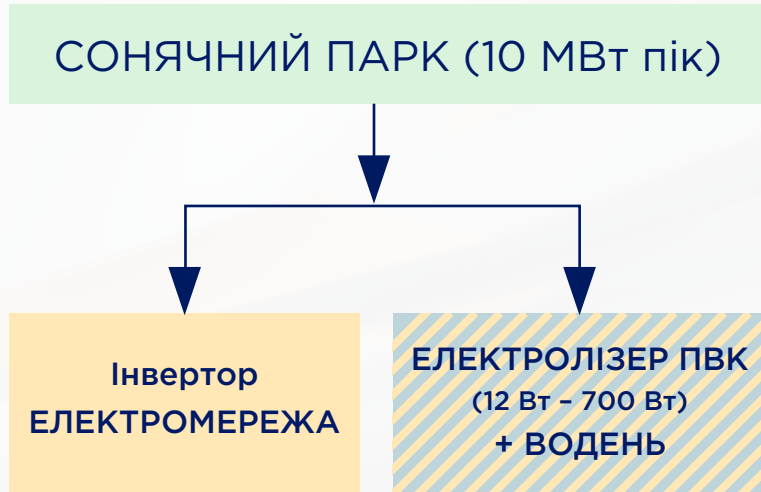 СОНЯЧНИЙ ПАРК (10 МВт пік)
Інвертор
ЕЛЕКТРОМЕРЕЖА
ЕЛЕКТРОЛІЗЕР ПВК
(12 Вт – 700 Вт)
+ ВОДЕНЬ